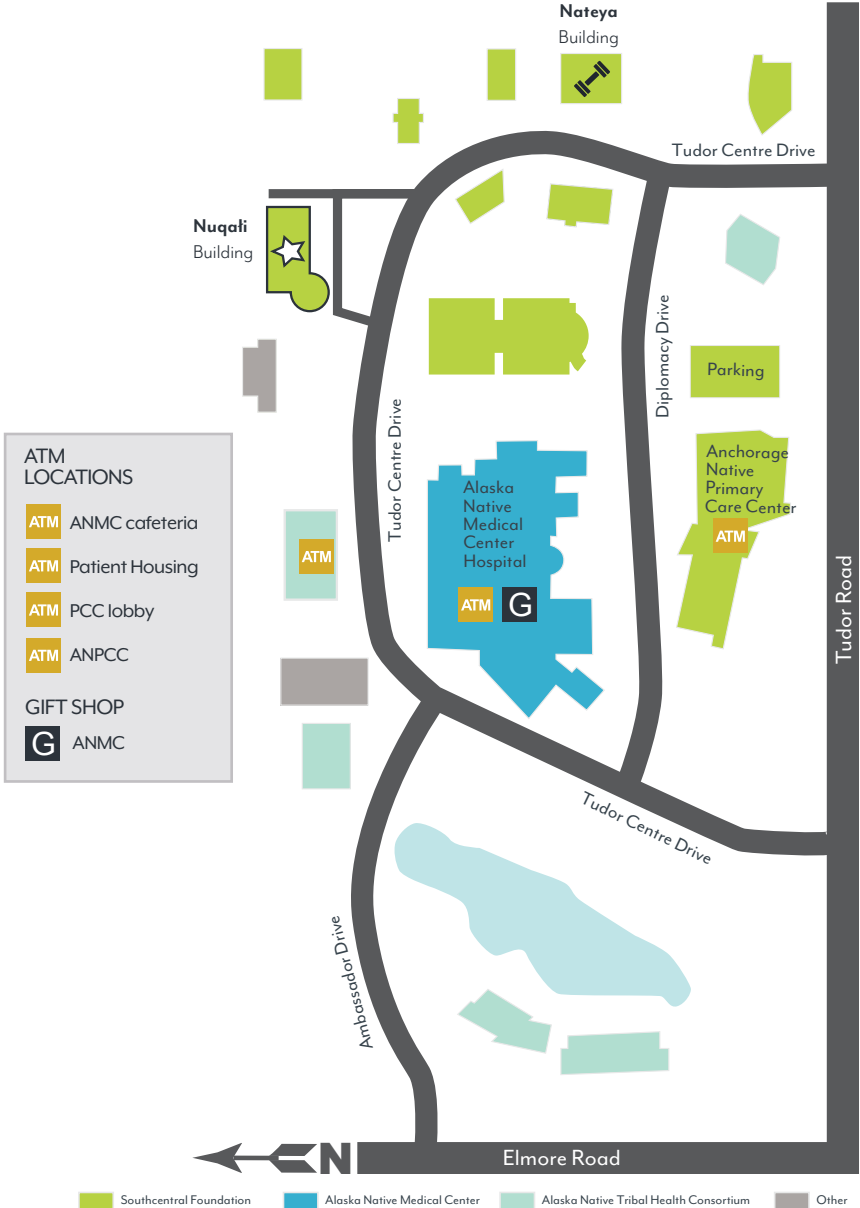 Nateya
Building
Tudor Centre Drive
Nuqałi
Building
Diplomacy Drive
Parking
Tudor Centre Drive
Anchorage
Native
Primary
Care Center
ATM
ATM
LOCATIONS
ATM ANMC cafeteria
ATM Patient Housing
ATM PCC lobby
ATM ANPCC
GIFT SHOP
G ANMC
ATM
Alaska
Native
Medical
Center
Hospital
ATM G
Tudor Road
Tudor Centre Drive
Ambassador Drive
N
Elmore Road
Southcentral Foundation
Alaska Native Medical Center
Alaska Native Tribal Health Consortium
Other